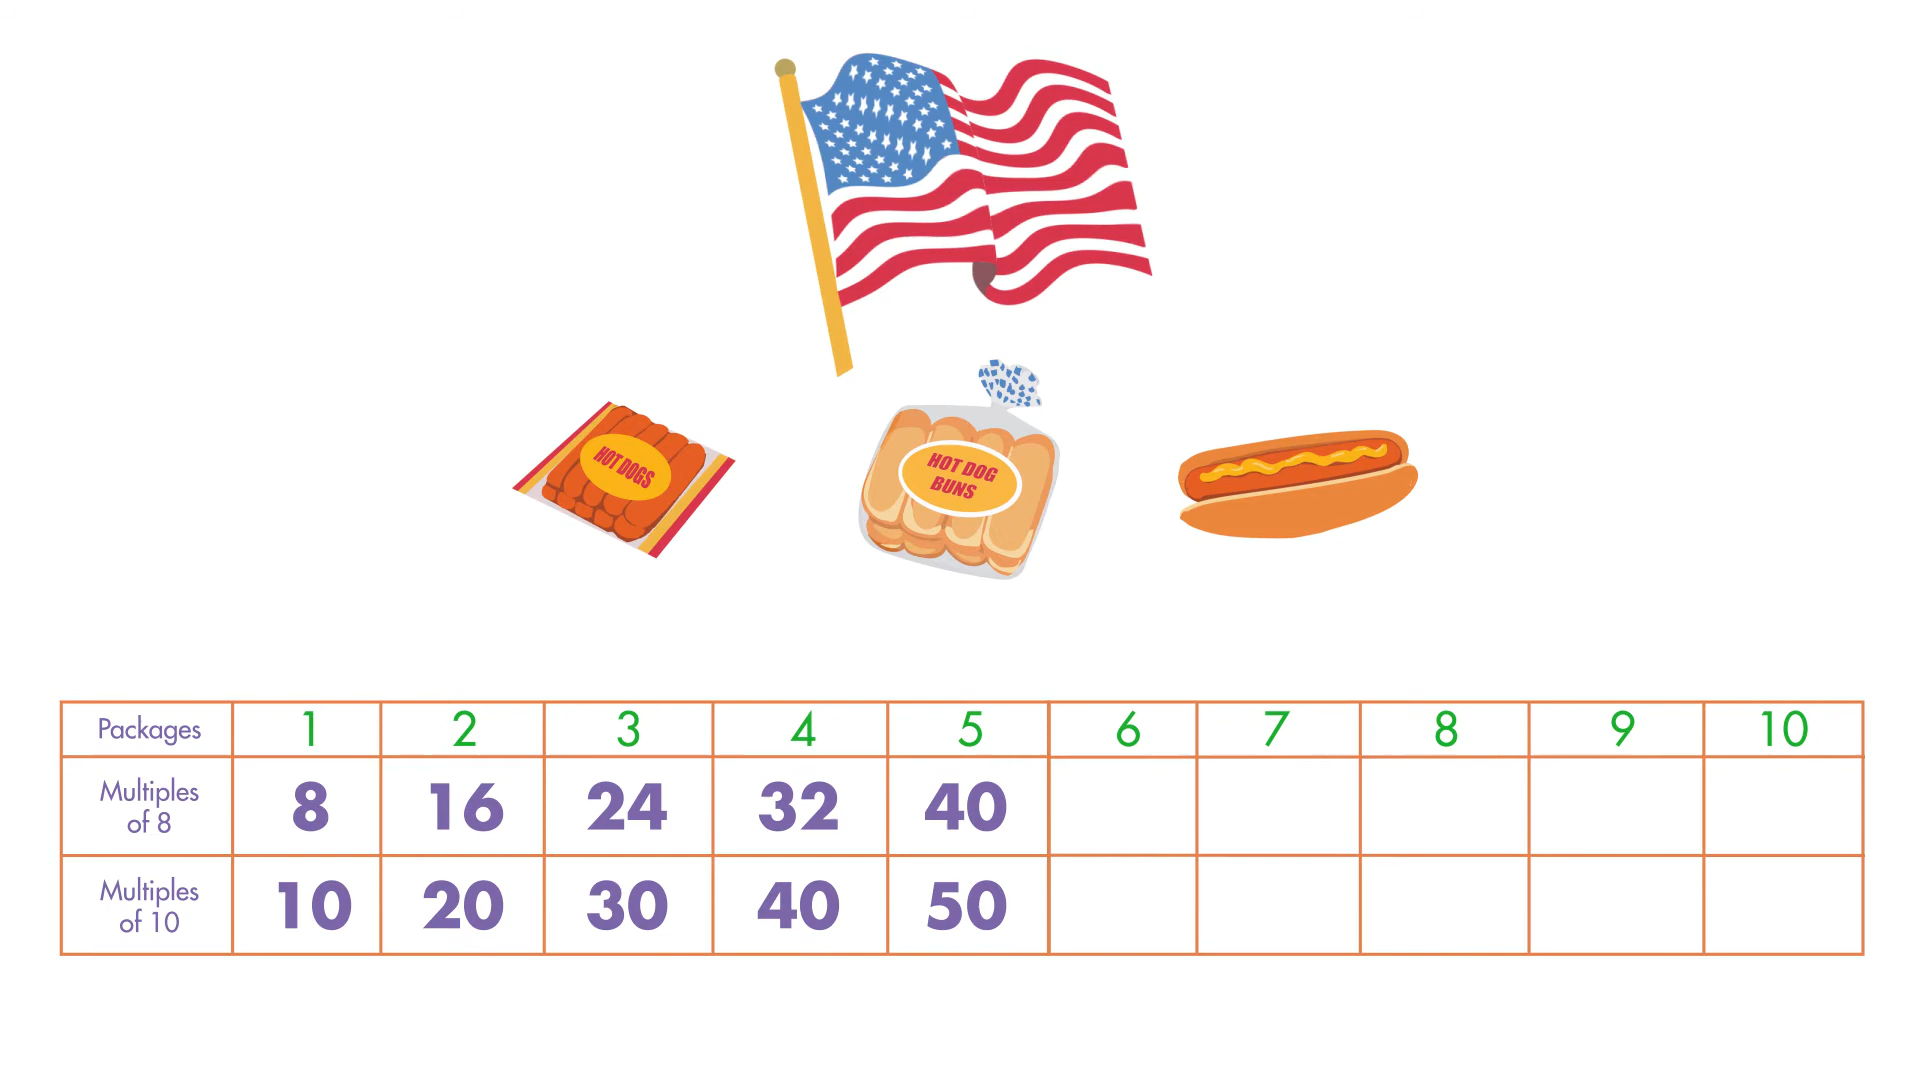 HOT DOGS
HOT DOG
BUNS
Packages 1 2 3 4 5 6 7 8 9 10
Multiples
of 8
8 16 24 32 40
Multiples
of 10
10 20 30 40 50